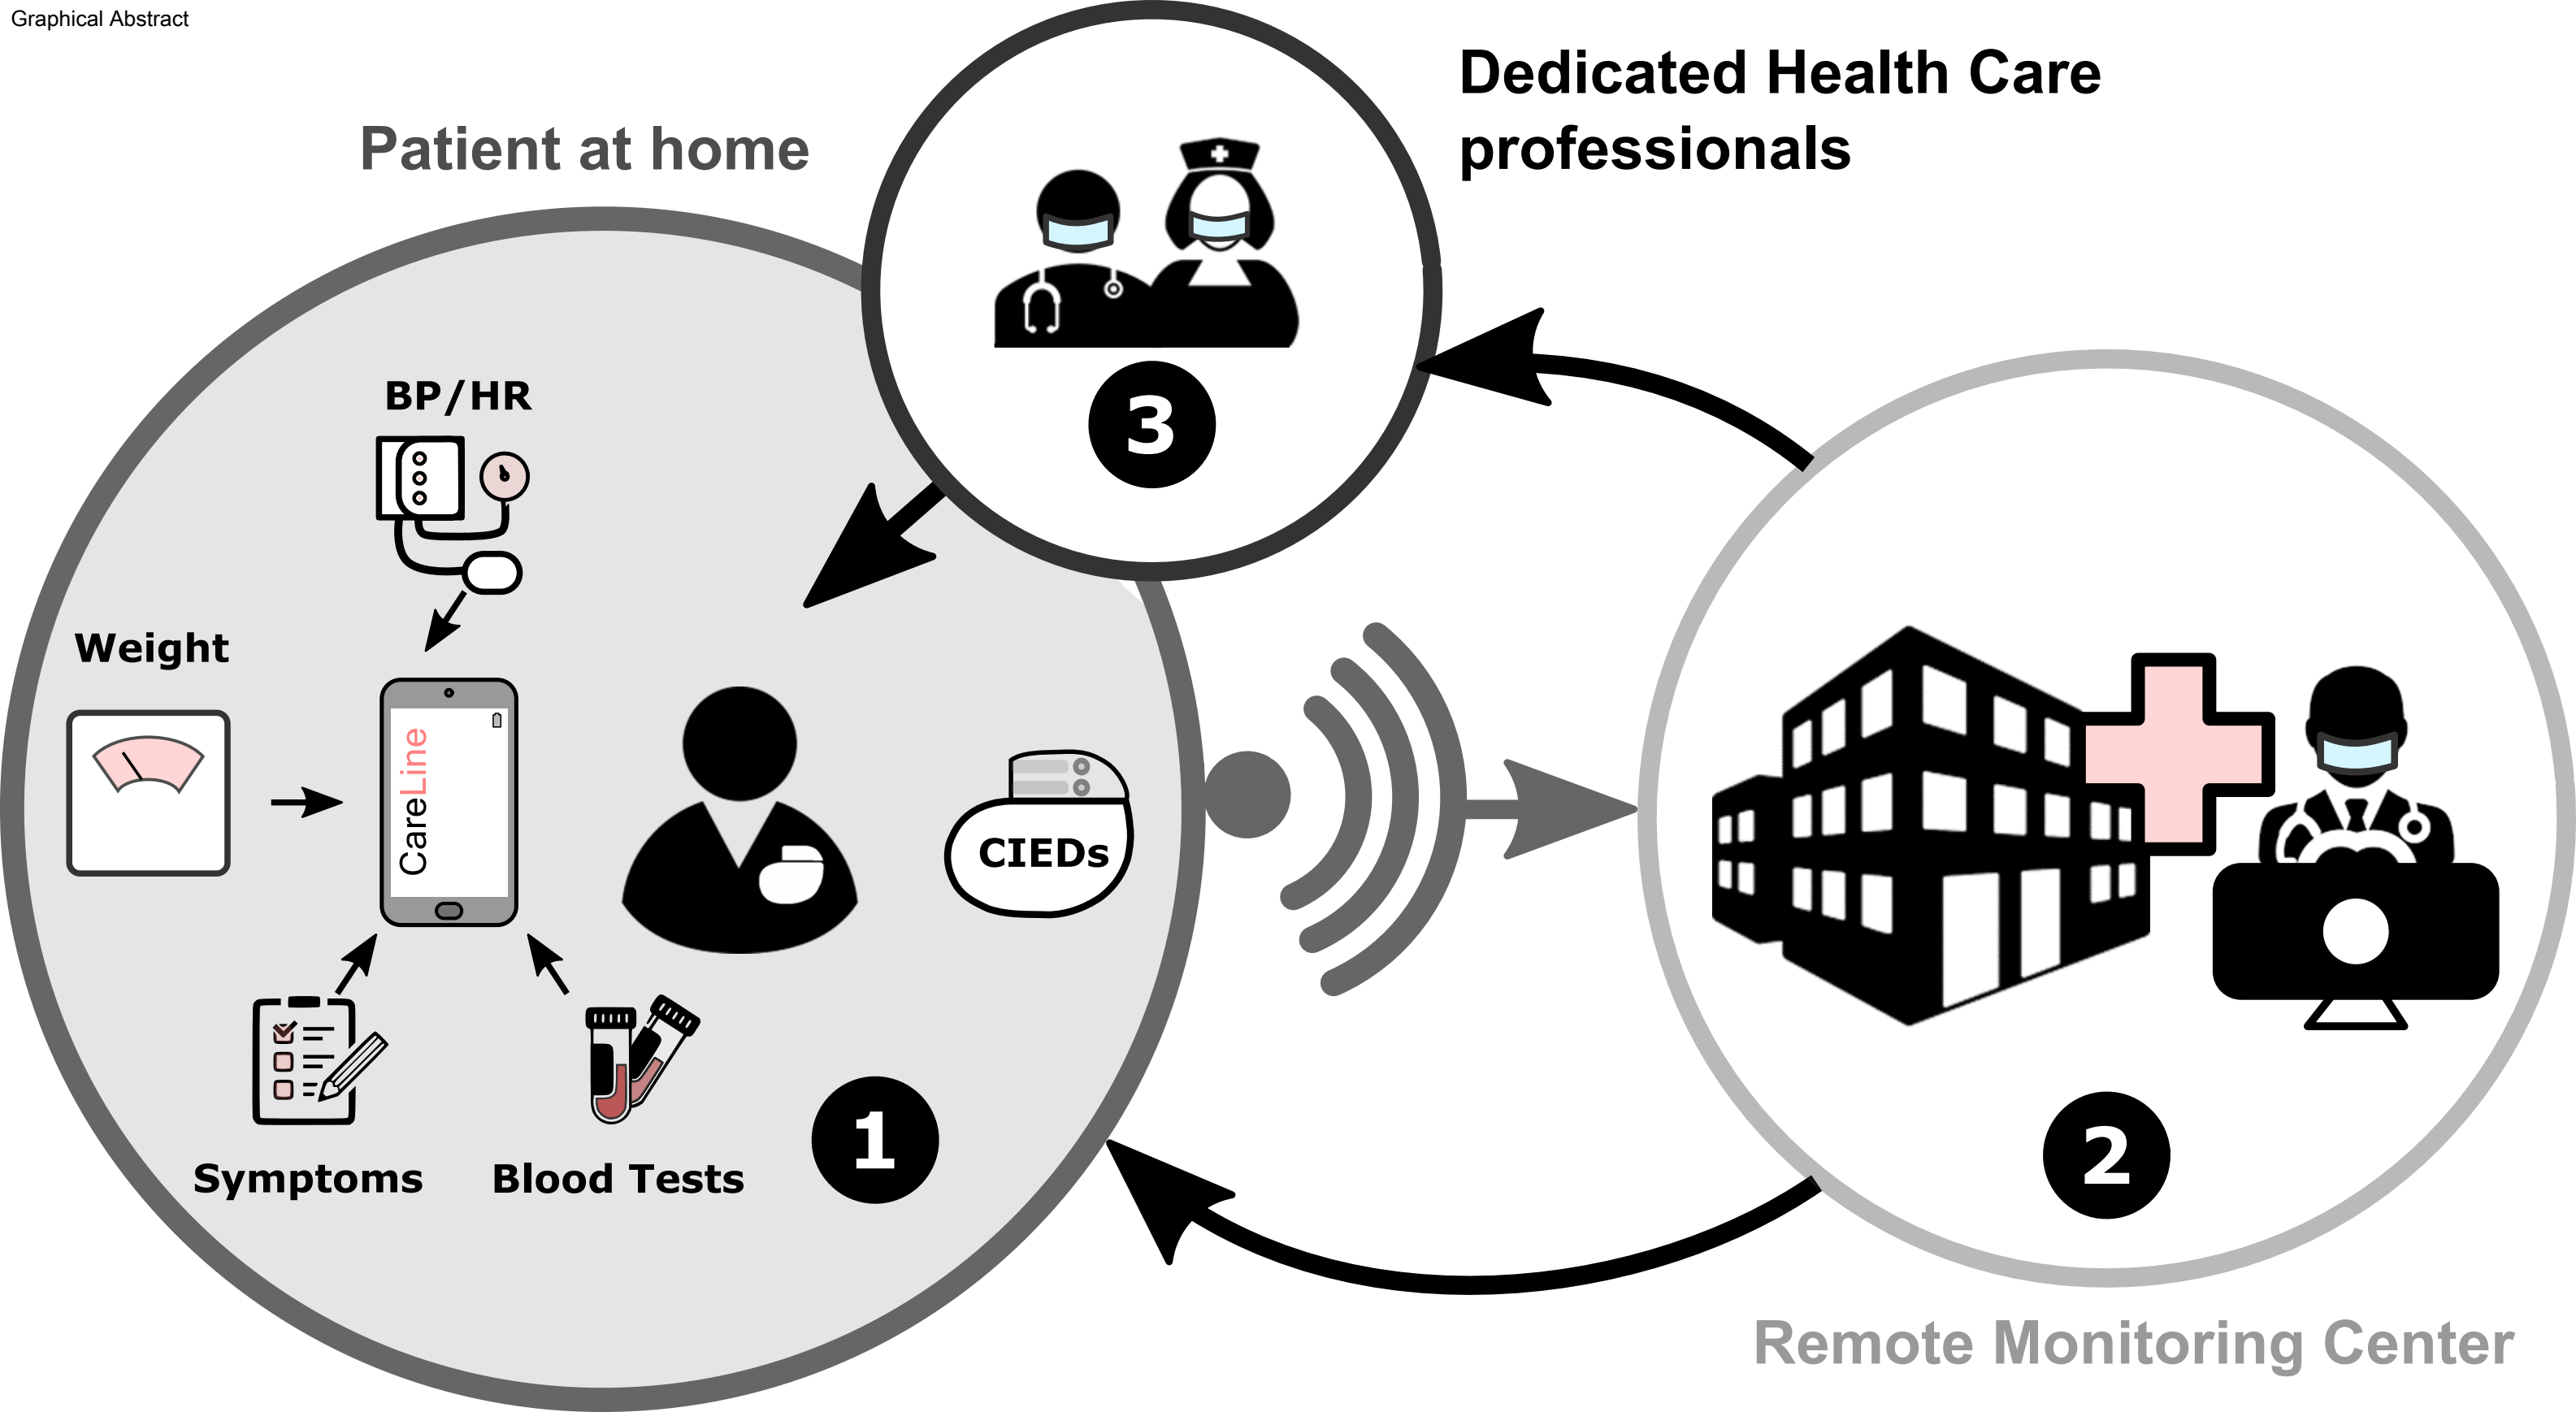 Graphical Abstract
Dedicated Health Care
professionals
Patient at home
3
BP/HR
Weight
CareLine
CIEDs
1
2
Symptoms
Blood Tests
Remote Monitoring Center